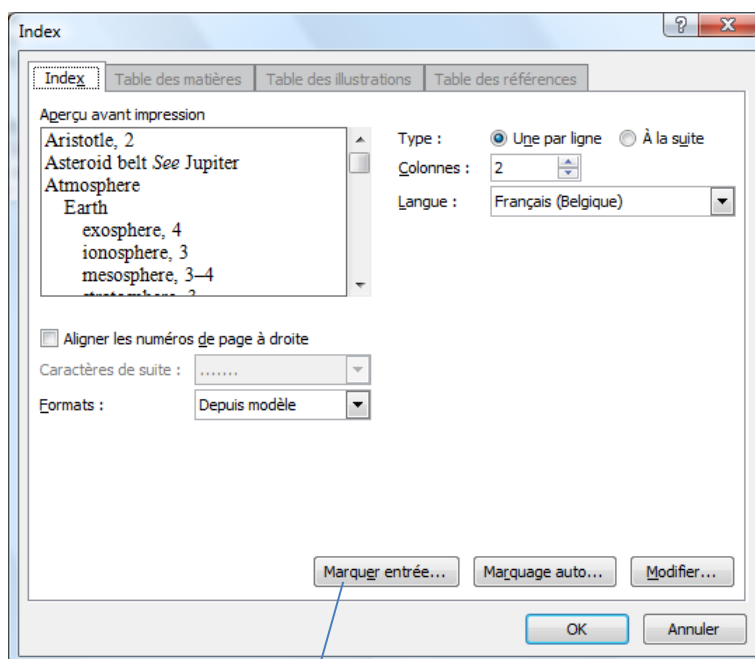 Index
Index Table des matières Table des illustrations Table des références
Aperçu avant impression
Aristotle, 2
Asteroid belt See Jupiter
Atmosphere
Earth
exosphere, 4
ionosphere, 3
mesosphere, 3–4
Type : Une par ligne À la suite
Colonnes : 2
Langue : Français (Belgique)
Aligner les numéros de page à droite
Caractères de suite : .......
Formats : Depuis modèle
Marquer entrée... Marquage auto... Modifier...
OK Annuler